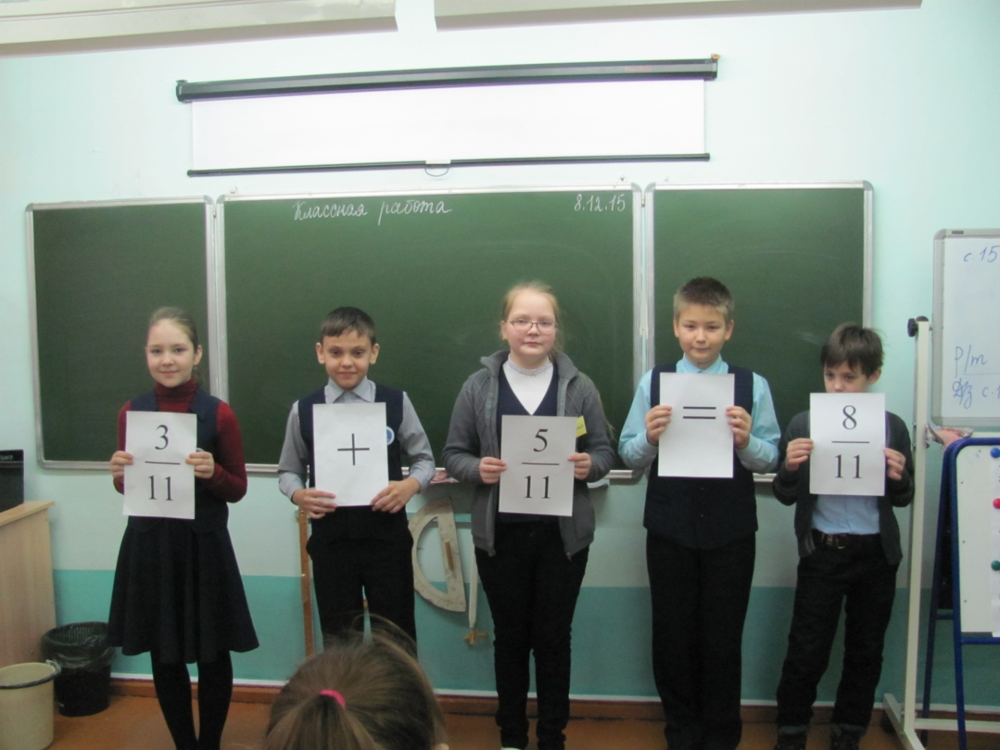 Классная работа 8.12.15
с. 15
Р/т
с. 1
3/11 + 5/11 = 8/11